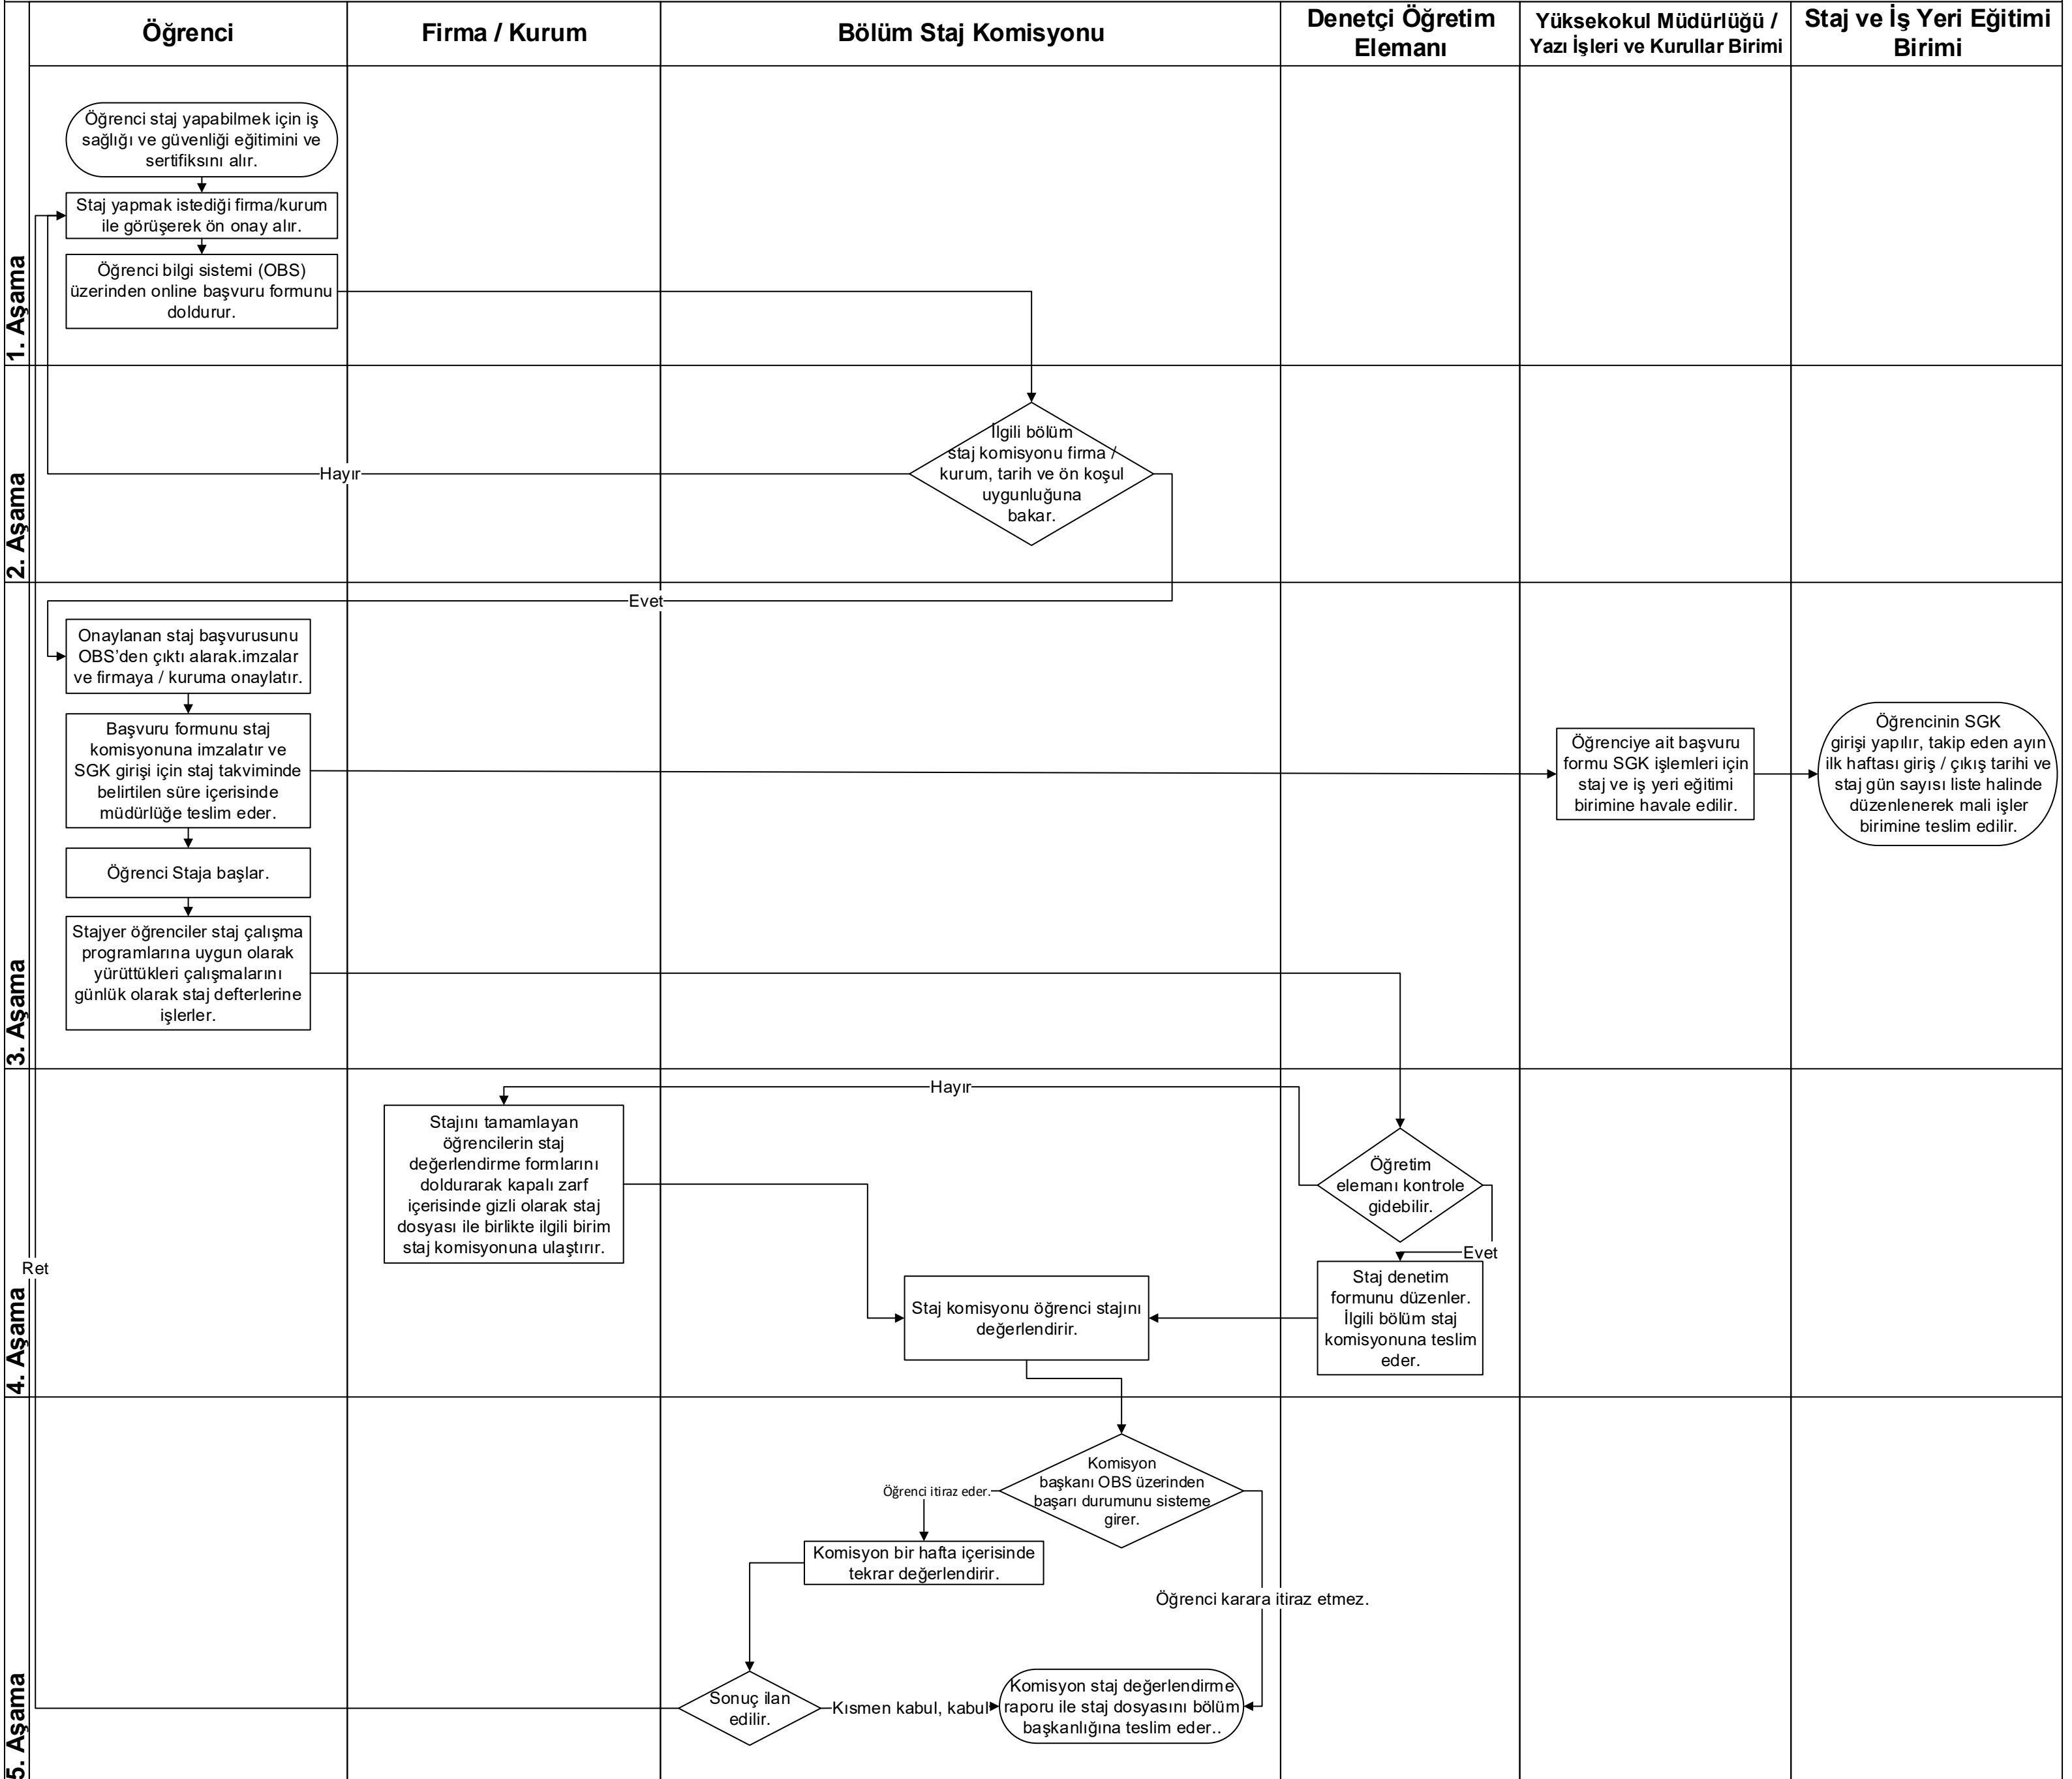 Öğrenci
Firma / Kurum
Bölüm Staj Komisyonu
Denetçi Öğretim
Elemanı
Yüksekokul Müdürlüğü /
Yazı İşleri ve Kurullar Birimi
Staj ve İş Yeri Eğitimi
Birimi
1. Aşama
Öğrenci staj yapabilmek için iş
sağlığı ve güvenliği eğitimini ve
sertifiksını alır.
Staj yapmak istediği firma/kurum
ile görüşerek ön onay alır.
Öğrenci bilgi sistemi (OBS)
üzerinden online başvuru formunu
doldurur.
2. Aşama
İlgili bölüm
staj komisyonu firma /
kurum, tarih ve ön koşul
uygunluğuna
bakar.
Hayır
Evet
3. Aşama
Onaylanan staj başvurusunu
OBS’den çıktı alarak.imzalar
ve firmaya / kuruma onaylatır.
Başvuru formunu staj
komisyonuna imzalatır ve
SGK girişi için staj takviminde
belirtilen süre içerisinde
müdürlüğe teslim eder.
Öğrenciye ait başvuru
formu SGK işlemleri için
staj ve iş yeri eğitimi
birimine havale edilir.
Öğrencinin SGK
girişi yapılır, takip eden ayın
ilk haftası giriş / çıkış tarihi ve
staj gün sayısı liste halinde
düzenlenerek mali işler
birimine teslim edilir.
Öğrenci Staja başlar.
Stajyer öğrenciler staj çalışma
programlarına uygun olarak
yürüttükleri çalışmalarını
günlük olarak staj defterlerine
işlerler.
4. Aşama
Hayır
Stajını tamamlayan
öğrencilerin staj
değerlendirme formlarını
doldurarak kapalı zarf
içerisinde gizli olarak staj
dosyası ile birlikte ilgili birim
staj komisyonuna ulaştırır.
Öğretim
elemanı kontrole
gidebilir.
Evet
Ret
Staj komisyonu öğrenci stajını
değerlendirir.
Staj denetim
formunu düzenler.
İlgili bölüm staj
komisyonuna teslim
eder.
5. Aşama
Komisyon
başkanı OBS üzerinden
başarı durumunu sisteme
girer.
Öğrenci itiraz eder.
Komisyon bir hafta içerisinde
tekrar değerlendirir.
Öğrenci karara itiraz etmez.
Sonuç ilan
edilir.
Kısmen kabul, kabul
Komisyon staj değerlendirme
raporu ile staj dosyasını bölüm
başkanlığına teslim eder..